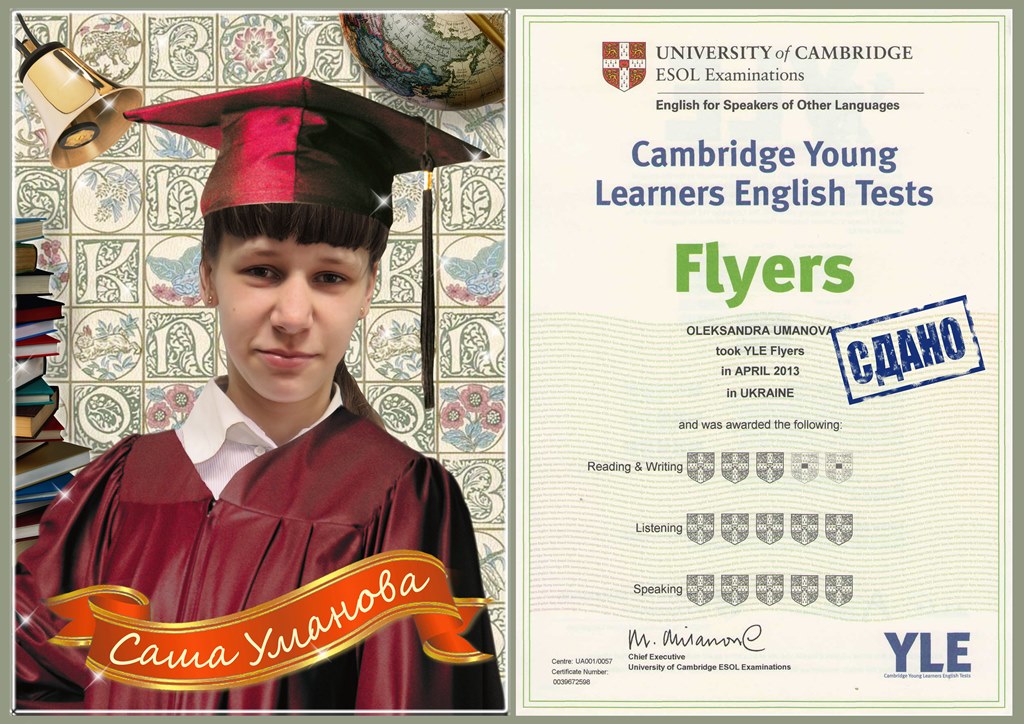 Саша Уманова
UNIVERSITY of CAMBRIDGE
ESOL Examinations
English for Speakers of Other Languages
Cambridge Young
Learners English Tests
Flyers
OLEKSANDRA UMANOVA
took YLE Flyers
in APRIL 2013
in UKRAINE
СДАНО
and was awarded the following:
Reading & Writing
Listening
Speaking
Chief Executive
University of Cambridge ESOL Examinations
Centre: UA001/0057
Certificate Number:
0039672598
YLE
Cambridge Young Learners English Tests